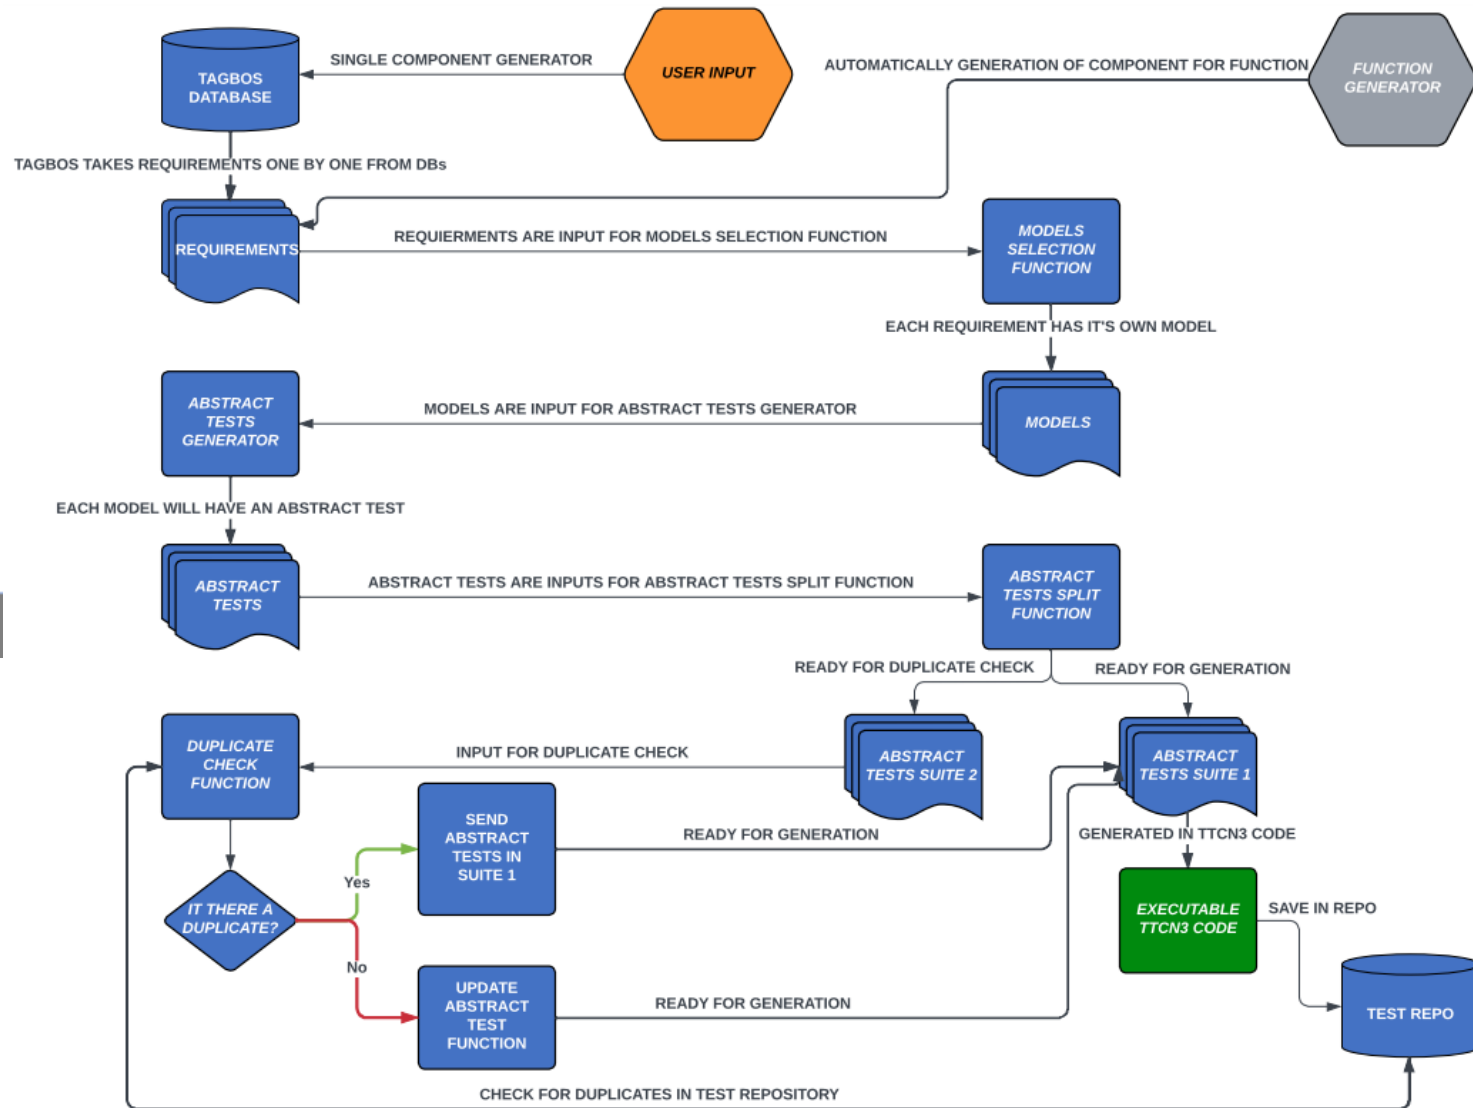 SINGLE COMPONENT GENERATOR
USER INPUT
AUTOMATICALLY GENERATION OF COMPONENT FOR FUNCTION
FUNCTION
GENERATOR
TAGBOS
DATABASE
TAGBOS TAKES REQUIREMENTS ONE BY ONE FROM DBs
REQUIREMENTS
REQUIERMENTS ARE INPUT FOR MODELS SELECTION FUNCTION
MODELS
SELECTION
FUNCTION
EACH REQUIREMENT HAS IT'S OWN MODEL
ABSTRACT
TESTS
GENERATOR
MODELS ARE INPUT FOR ABSTRACT TESTS GENERATOR
MODELS
EACH MODEL WILL HAVE AN ABSTRACT TEST
ABSTRACT
TESTS
ABSTRACT TESTS ARE INPUTS FOR ABSTRACT TESTS SPLIT FUNCTION
ABSTRACT
TESTS SPLIT
FUNCTION
READY FOR DUPLICATE CHECK
READY FOR GENERATION
DUPLICATE
CHECK
FUNCTION
INPUT FOR DUPLICATE CHECK
ABSTRACT
TESTS SUITE 2
ABSTRACT
TESTS SUITE 1
SEND
ABSTRACT
TESTS IN
SUITE 1
READY FOR GENERATION
GENERATED IN TTCN3 CODE
Yes
IT THERE A
DUPLICATE?
EXECUTABLE
TTCN3 CODE
SAVE IN REPO
No
UPDATE
ABSTRACT
TEST
FUNCTION
READY FOR GENERATION
TEST REPO
CHECK FOR DUPLICATES IN TEST REPOSITORY